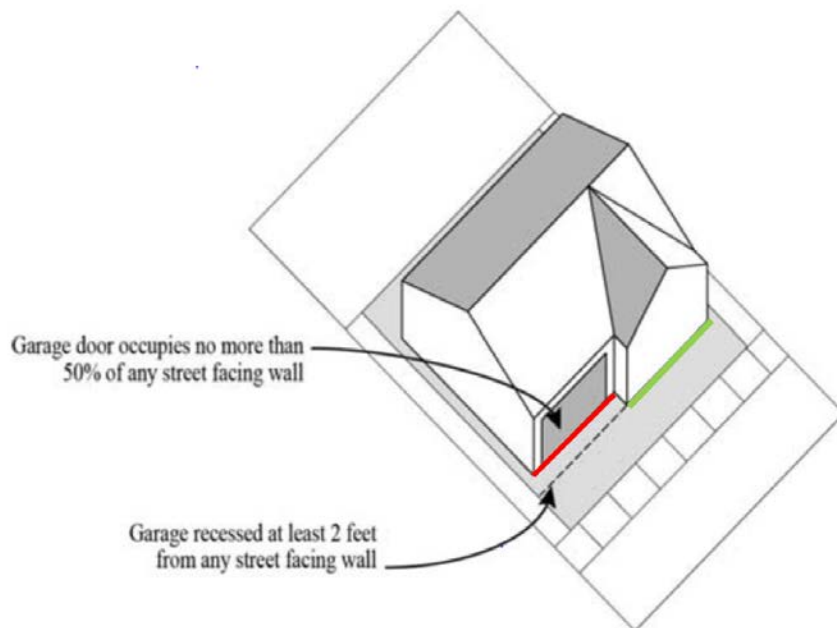 Garage door occupies no more than
50% of any street facing wall
Garage recessed at least 2 feet
from any street facing wall